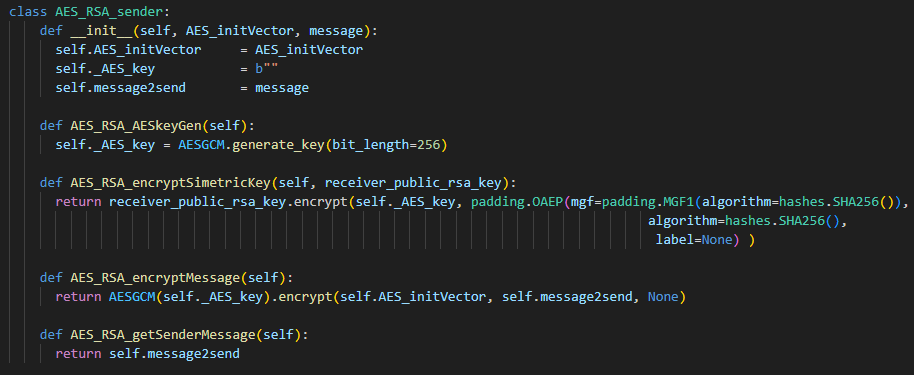 class AES_RSA_sender:
    def __init__(self, AES_initVector, message):
        self.AES_initVector     = AES_initVector
        self._AES_key           = b""
        self.message2send       = message

    def AES_RSA_AESkeyGen(self):
        self._AES_key = AESGCM.generate_key(bit_length=256)

    def AES_RSA_encryptSimetricKey(self, receiver_public_rsa_key):
        return receiver_public_rsa_key.encrypt(self._AES_key, padding.OAEP(mgf=padding.MGF1(algorithm=hashes.SHA256()),
                                                                            algorithm=hashes.SHA256(),
                                                                             label=None) )

    def AES_RSA_encryptMessage(self):
        return AESGCM(self._AES_key).encrypt(self.AES_initVector, self.message2send, None)

    def AES_RSA_getSenderMessage(self):
        return self.message2send